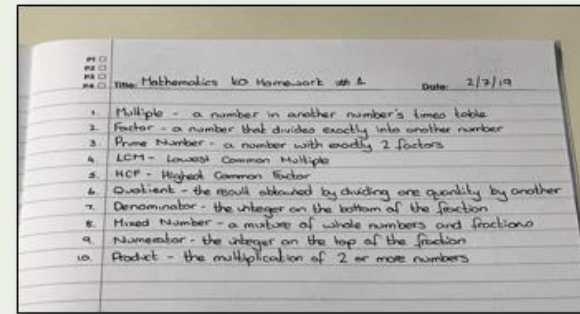 P1
P2
P3
P4 Title: Mathematics KO Homework # 1 Date: 2/7/19
1. Multiple - a number in another number's times table
2. Factor - a number that divides exactly into another number
3. Prime Number - a number with exactly 2 factors
4. LCM - Lowest Common Multiple
5. HCF - Highest Common Factor
6. Quotient - the result obtained by dividing one quantity by another
7. Denominator - the integer on the bottom of the fraction
8. Mixed Number - a mixture of whole numbers and fractions
9. Numerator - the integer on the top of the fraction
10. Product - the multiplication of 2 or more numbers